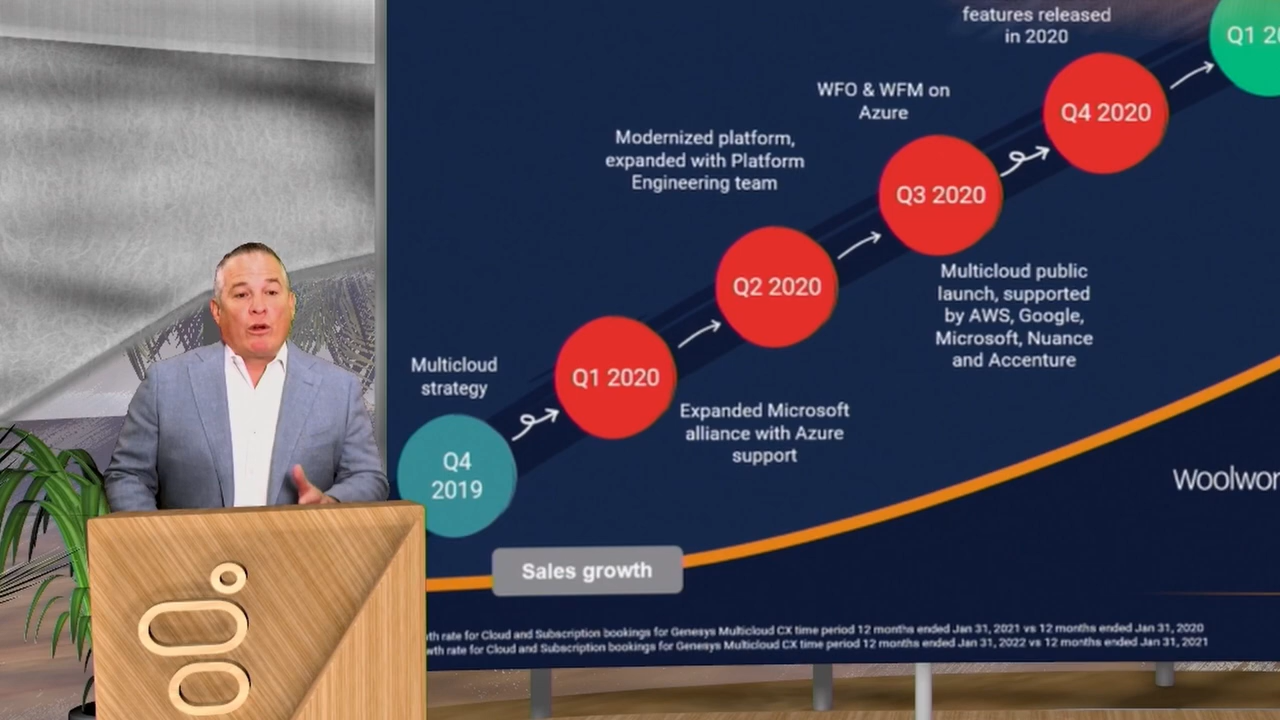 features released
in 2020
Q1
Q4 2020
WFO & WFM on
Azure
Modernized platform,
expanded with Platform
Engineering team
Q3 2020
Q2 2020
Multicloud public
launch, supported
by AWS, Google,
Microsoft, Nuance
and Accenture
Q1 2020
Multicloud
strategy
Expanded Microsoft
alliance with Azure
support
Q4
2019
Sales growth
rate for Cloud and Subscription bookings for Genesys Multicloud CX time period 12 months ended Jan 31, 2021 vs 12 months ended Jan 31, 2020
rate for Cloud and Subscription bookings for Genesys Multicloud CX time period 12 months ended Jan 31, 2022 vs 12 months ended Jan 31, 2021